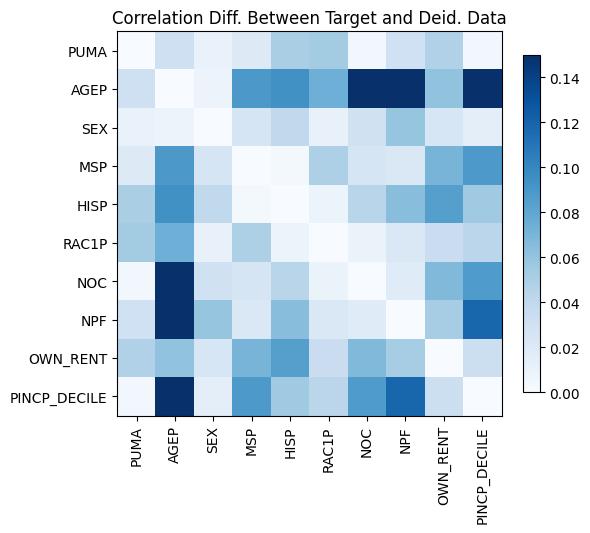 Correlation Diff. Between Target and Deid. Data
PUMA
AGEP
SEX
MSP
HISP
RAC1P
NOC
NPF
OWN_RENT
PINCP_DECILE
PUMA
AGEP
SEX
MSP
HISP
RAC1P
NOC
NPF
OWN_RENT
PINCP_DECILE
0.14
0.12
0.10
0.08
0.06
0.04
0.02
0.00